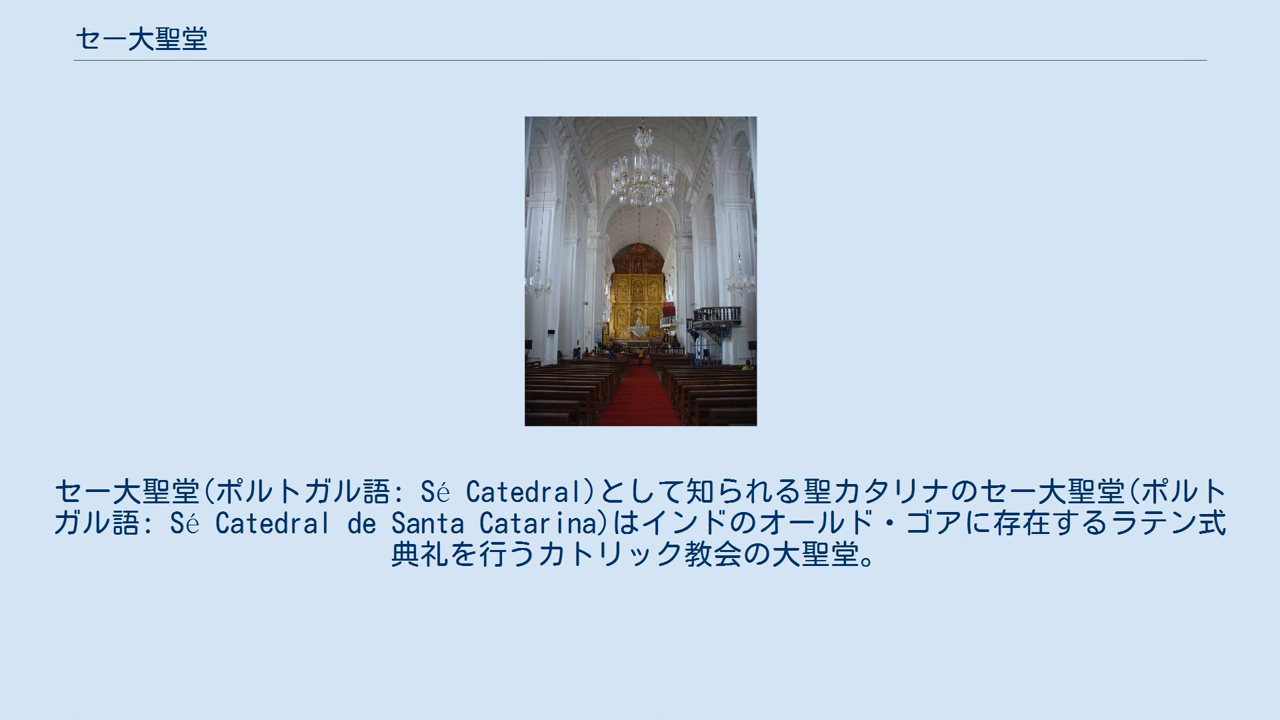 セー大聖堂
セー大聖堂(ポルトガル語: Sé Catedral)として知られる聖カタリナのセー大聖堂(ポルト
ガル語: Sé Catedral de Santa Catarina)はインドのオールド・ゴアに存在するラテン式
典礼を行うカトリック教会の大聖堂。